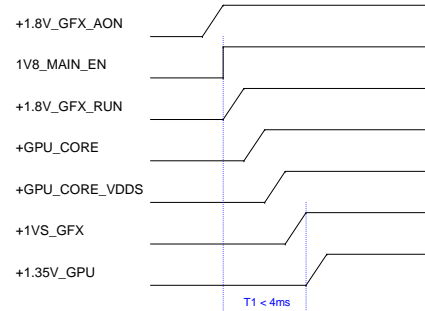 +1.8V_GFX_AON
1V8_MAIN_EN
+1.8V_GFX_RUN
+GPU_CORE
+GPU_CORE_VDDS
+1VS_GFX
+1.35V_GPU
T1 < 4ms